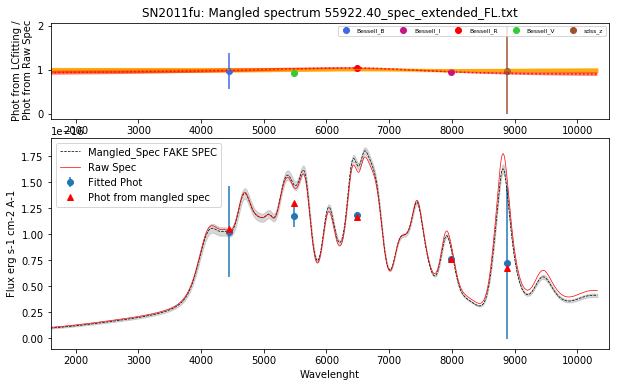 SN2011fu: Mangled spectrum 55922.40_spec_extended_FL.txt
Phot from LCfitting /
Phot from Raw Spec
2
1
0
Bessell_B Bessell_I Bessell_R Bessell_V sdss_z
2000 3000 4000 5000 6000 7000 8000 9000 10000
1e−16
Flux erg s-1 cm-2 A-1
1.75
1.50
1.25
1.00
0.75
0.50
0.25
0.00
Mangled_Spec FAKE SPEC
Raw Spec
Fitted Phot
Phot from mangled spec
2000 3000 4000 5000 6000 7000 8000 9000 10000
Wavelenght